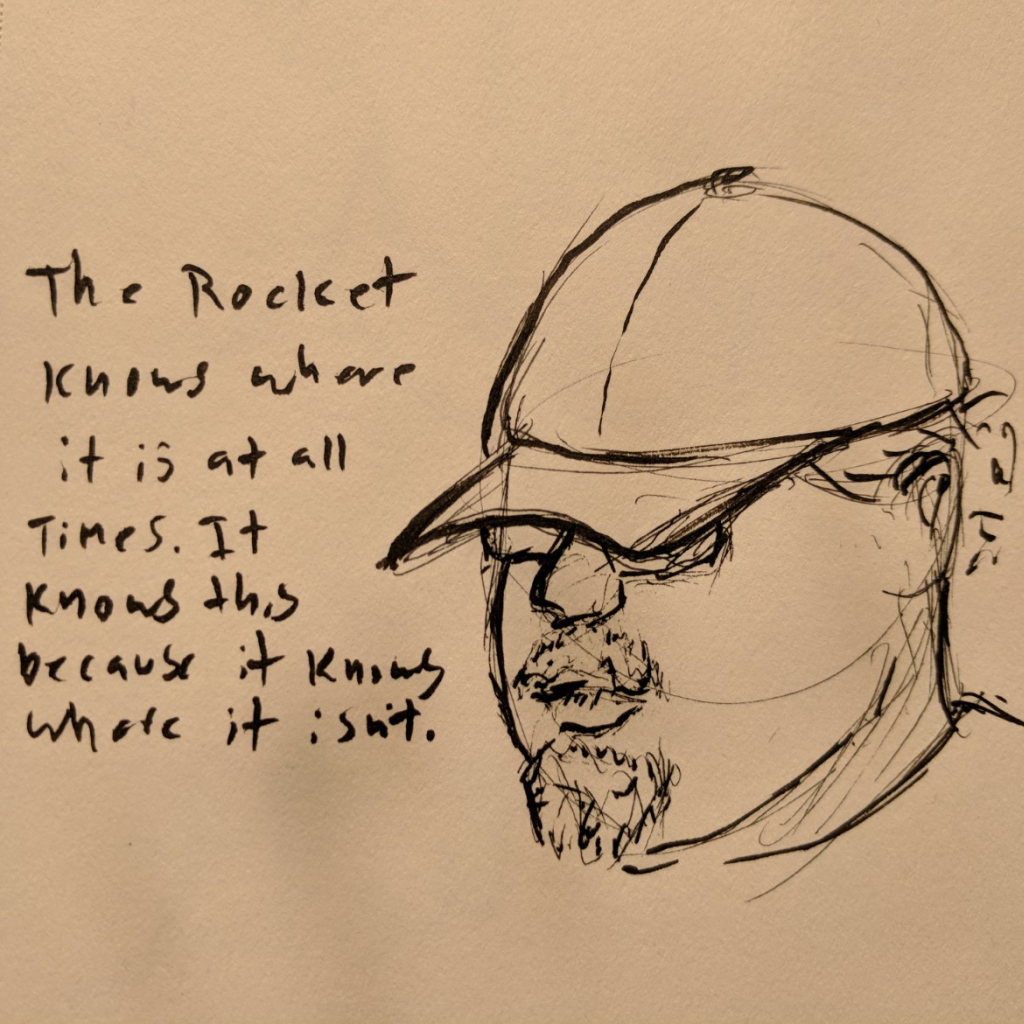 The Rocket
knows where
it is at all
Times. It
knows this
because it knows
where it isn't.